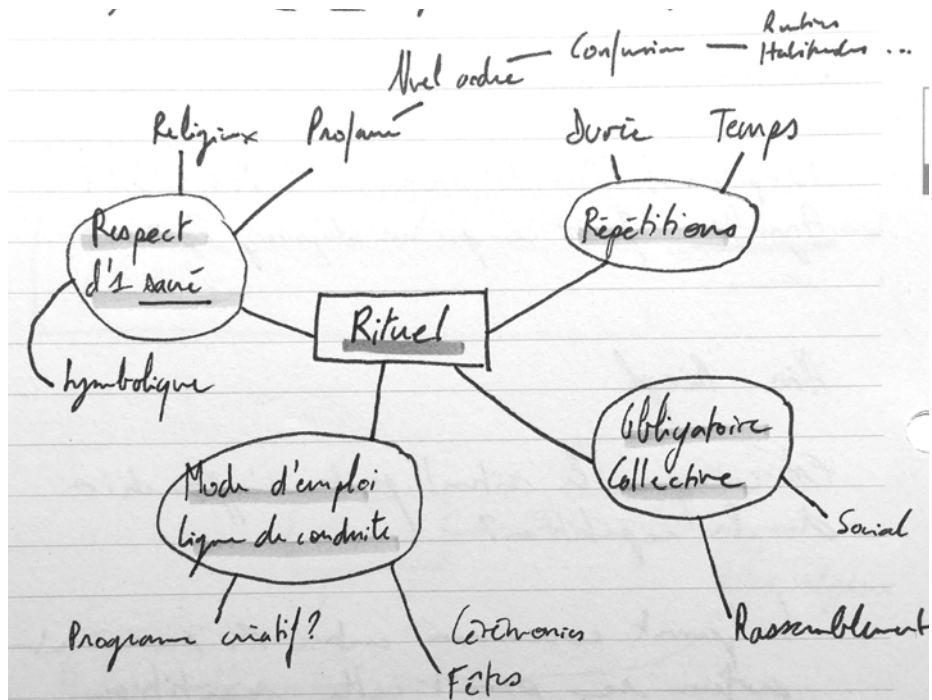 Routines
Habitudes ...
Confusion
Nvel ordre
Religieux
Profane
Durée
Temps
Respect
d'1 sacré
Répétitions
Rituel
Symbolique
Obligatoire
Collective
Mode d'emploi
ligne de conduite
Social
Programme créatif ?
Cérémonies
Fêtes
Rassemblement